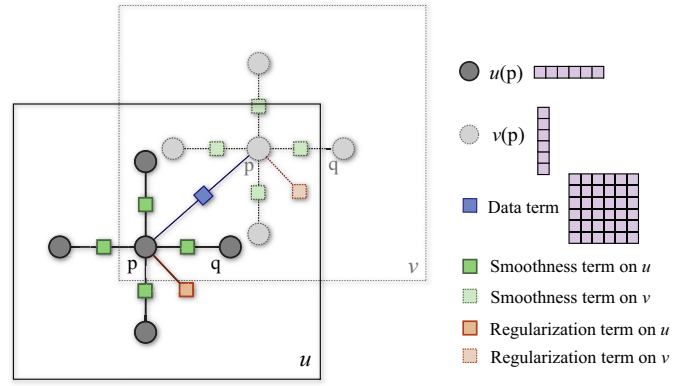 p
q
v
p
q
u
u(p)
v(p)
Data term
Smoothness term on u
Smoothness term on v
Regularization term on u
Regularization term on v